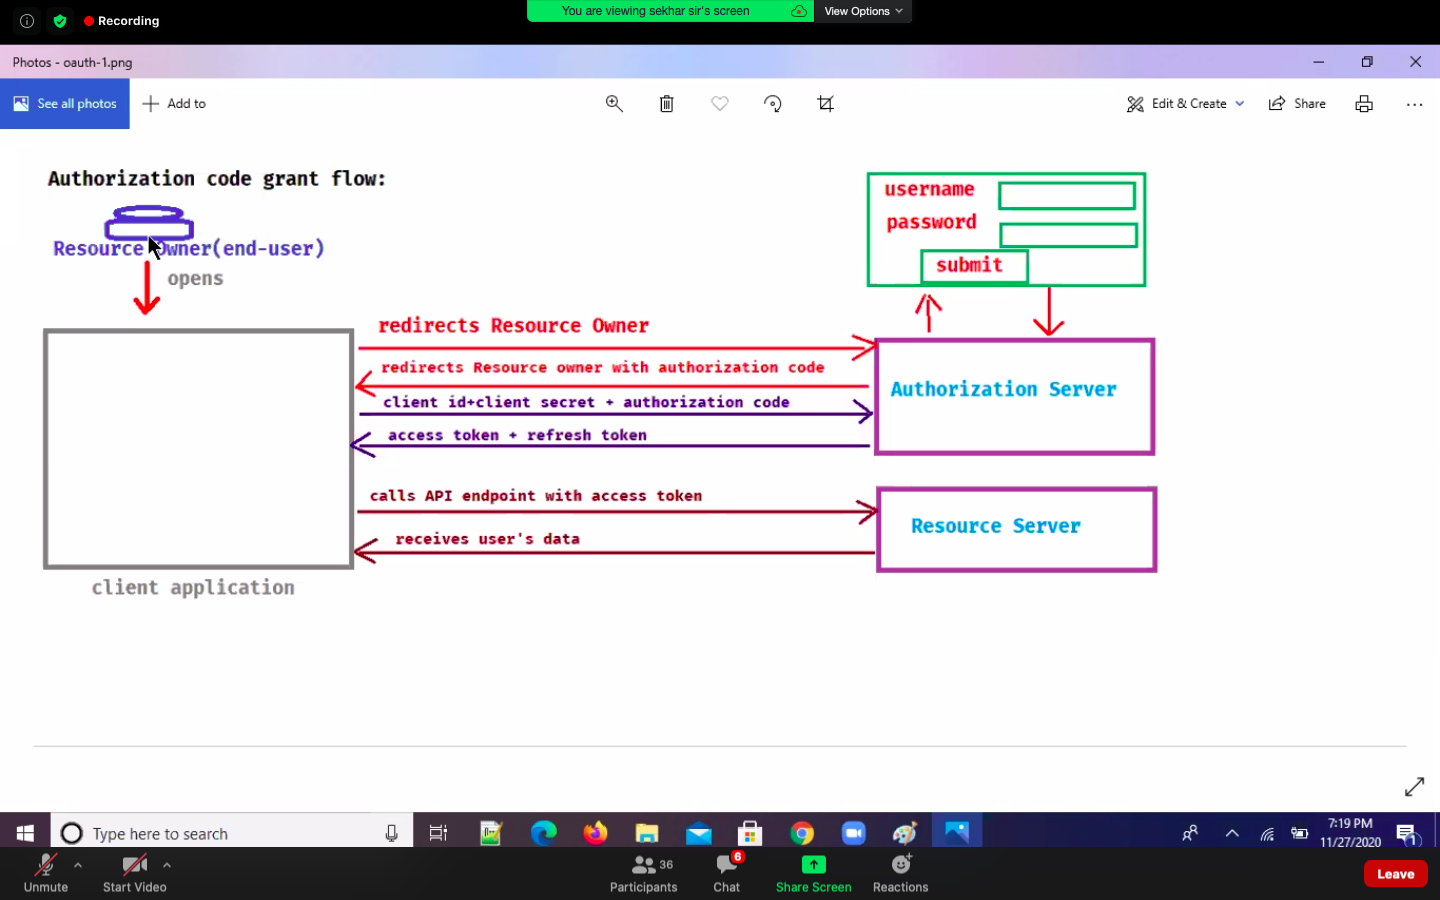 Recording
You are viewing sekhar sir's screen
View Options
Photos - oauth-1.png
See all photos
Add to
Edit & Create
Share
Authorization code grant flow:
Resource Owner(end-user)
opens
username
password
submit
redirects Resource Owner
redirects Resource owner with authorization code
client id+client secret + authorization code
access token + refresh token
Authorization Server
calls API endpoint with access token
receives user's data
Resource Server
client application
Type here to search
7:19 PM
11/27/2020
1
Unmute
Start Video
36
Participants
6
Chat
Share Screen
Reactions
Leave